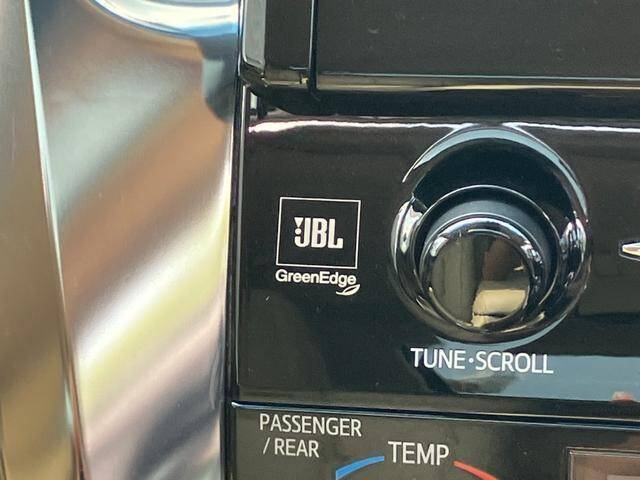 JBL
GreenEdge
TUNE·SCROLL
PASSENGER
/ REAR
TEMP